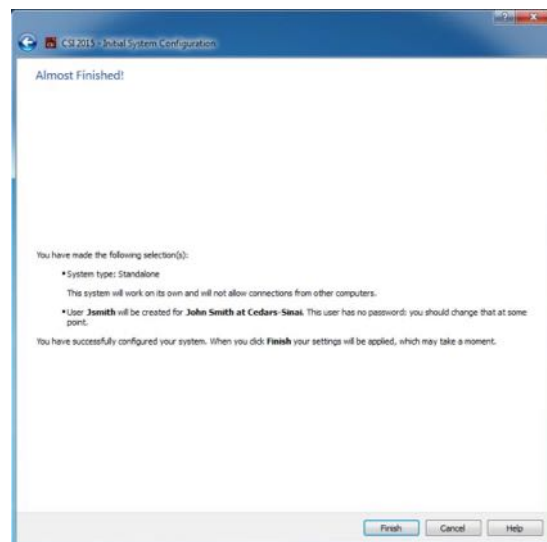 CSI 2015 - Initial System Configuration
Almost Finished!
You have made the following selection(s):
• System type: Standalone
This system will work on its own and will not allow connections from other computers.
• User Jsmith will be created for John Smith at Cedars-Sinai. This user has no password; you should change that at some
point.
You have successfully configured your system. When you click Finish your settings will be applied, which may take a moment.
Finish Cancel Help